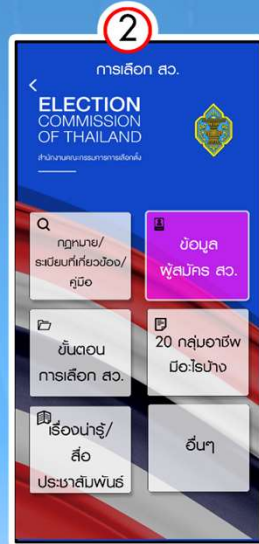 2
การเลือก สว.
ELECTION
COMMISSION
OF THAILAND
สำนักงานคณะกรรมการการเลือกตั้ง
กฎหมาย/
ระเบียบที่เกี่ยวข้อง/
คู่มือ
ข้อมูล
ผู้สมัคร สว.
ขั้นตอน
การเลือก สว.
20 กลุ่มอาชีพ
มีอะไรบ้าง
เรื่องน่ารู้/
สื่อ
ประชาสัมพันธ์
อื่นๆ